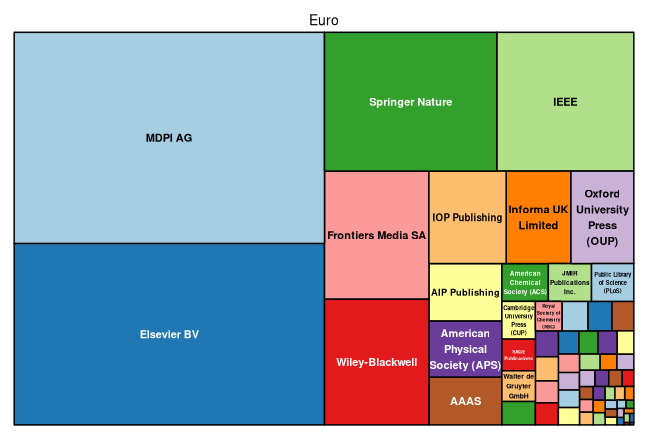 Euro
MDPI AG
Springer Nature
IEEE
Elsevier BV
Frontiers Media SA
Wiley-Blackwell
IOP Publishing
Informa UK
Limited
Oxford
University
Press
(OUP)
AIP Publishing
American
Physical
Society (APS)
AAAS
American
Chemical
Society (ACS)
JMIR
Publications
Inc.
Public Library
of Science
(PLoS)
Cambridge
University
Press
(CUP)
Royal
Society of
Chemistry
(RSC)
SAGE
Publications
Walter de
Gruyter
GmbH